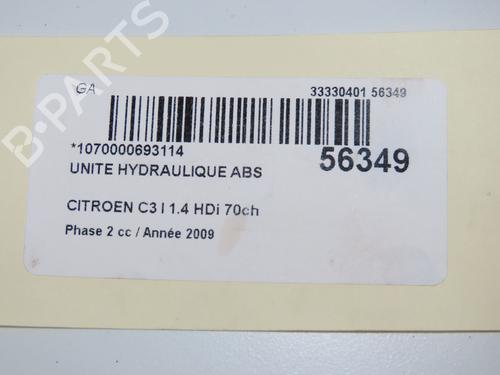 GA
33330401 56349
*1070000693114
56349
UNITE HYDRAULIQUE ABS
CITROEN C3 I 1.4 HDi 70ch
Phase 2 cc / Année 2009
B-PARTS